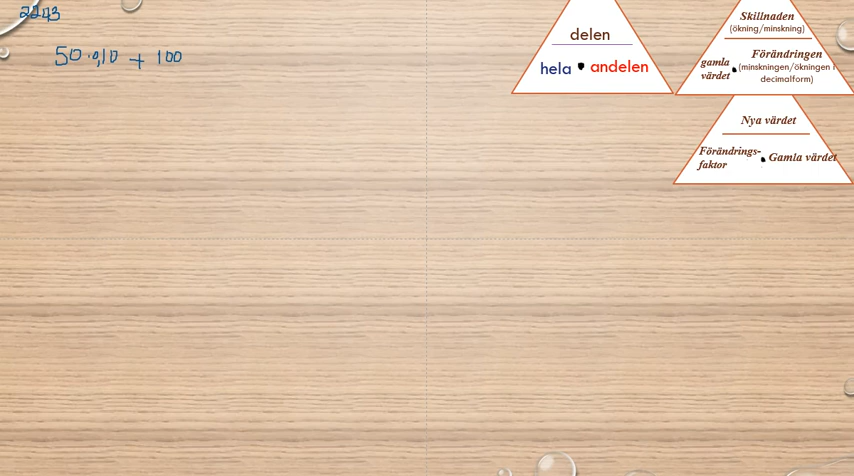 2243
50·0,10 + 100
delen
hela • andelen
Skillnaden
(ökning/minskning)
gamla
värdet
•
Förändringen
(minskningen/ökningen i
decimalform)
Nya värdet
Förändrings-
faktor
• Gamla värdet